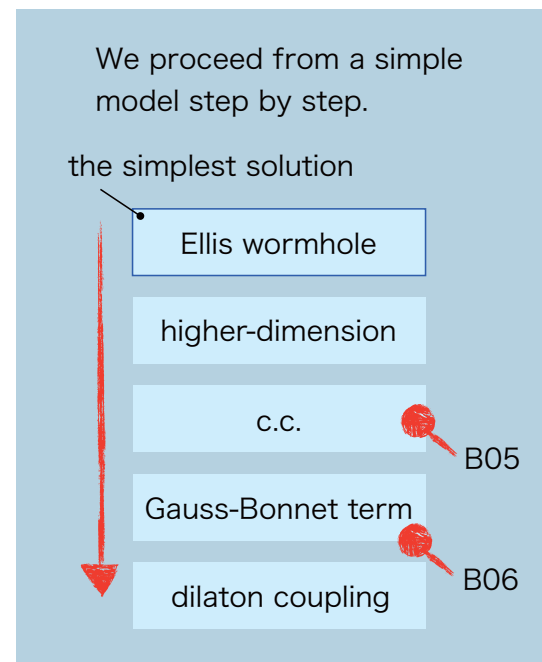 We proceed from a simple
model step by step.
the simplest solution
Ellis wormhole
higher-dimension
c.c.
B05
Gauss-Bonnet term
B06
dilaton coupling